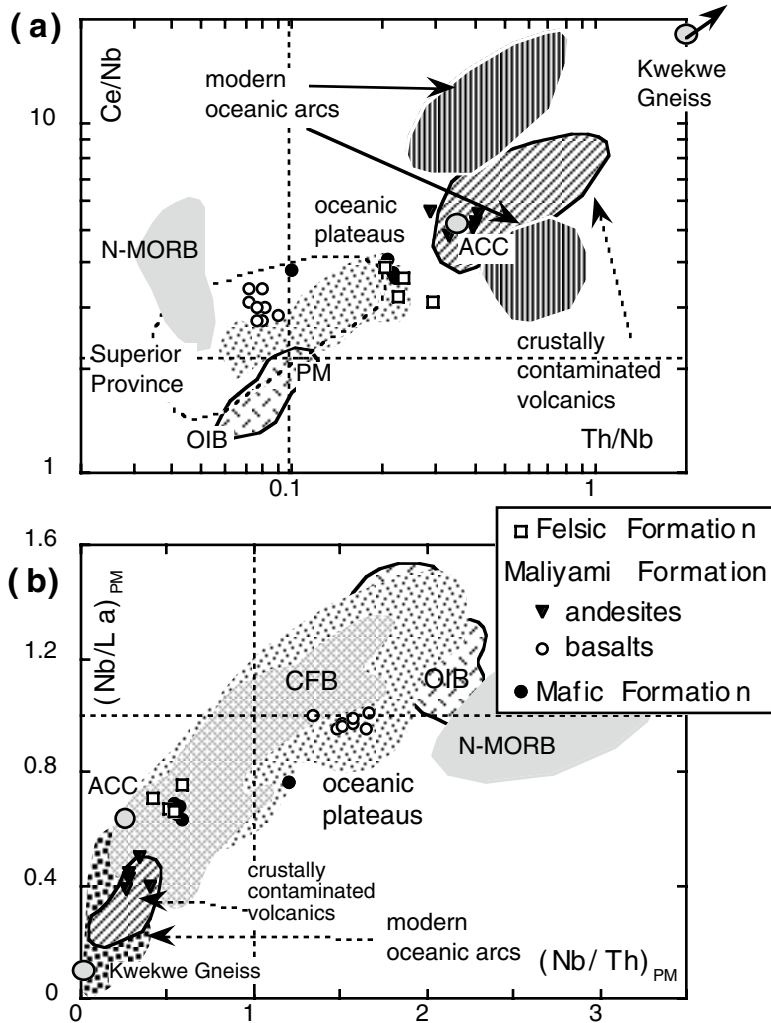 (a)
Ce/Nb
10
1
modern
oceanic arcs
Kwekwe
Gneiss
N-MORB
oceanic
plateaus
ACC
Superior
Province
PM
OIB
crustally
contaminated
volcanics
Th/Nb
0.1
1
(b)
(Nb/La)PM
1.6
1.2
0.8
0.4
0
Felsic Formation
Maliyami Formation
andesites
basalts
Mafic Formation
CFB
OIB
N-MORB
ACC
oceanic
plateaus
crustally
contaminated
volcanics
modern
oceanic arcs
Kwekwe Gneiss
(Nb/Th)PM
0
1
2
3